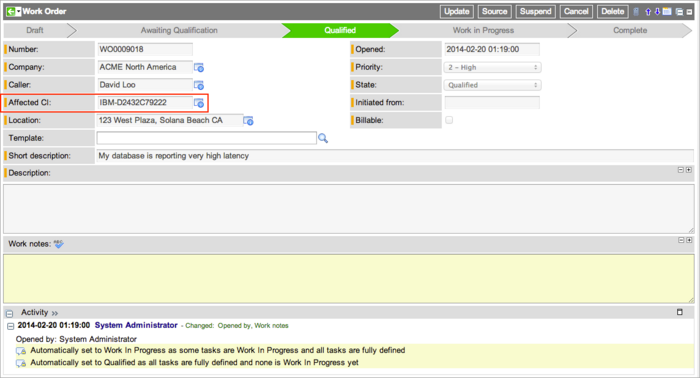 Work Order
Update Source Suspend Cancel Delete
Draft Awaiting Qualification Qualified Work in Progress Complete
Number: WO0009018 Opened: 2014-02-20 01:19:00
Company: ACME North America Priority: 2 – High
Caller: David Loo State: Qualified
Affected CI: IBM-D2432C79222 Initiated from:
Location: 123 West Plaza, Solana Beach CA Billable:
Template:
Short description: My database is reporting very high latency
Description:
Work notes: ABC
Activity »
2014-02-20 01:19:00 System Administrator - Changed: Opened by, Work notes
Opened by: System Administrator
Automatically set to Work In Progress as some tasks are Work In Progress and all tasks are fully defined
Automatically set to Qualified as all tasks are fully defined and none is Work In Progress yet